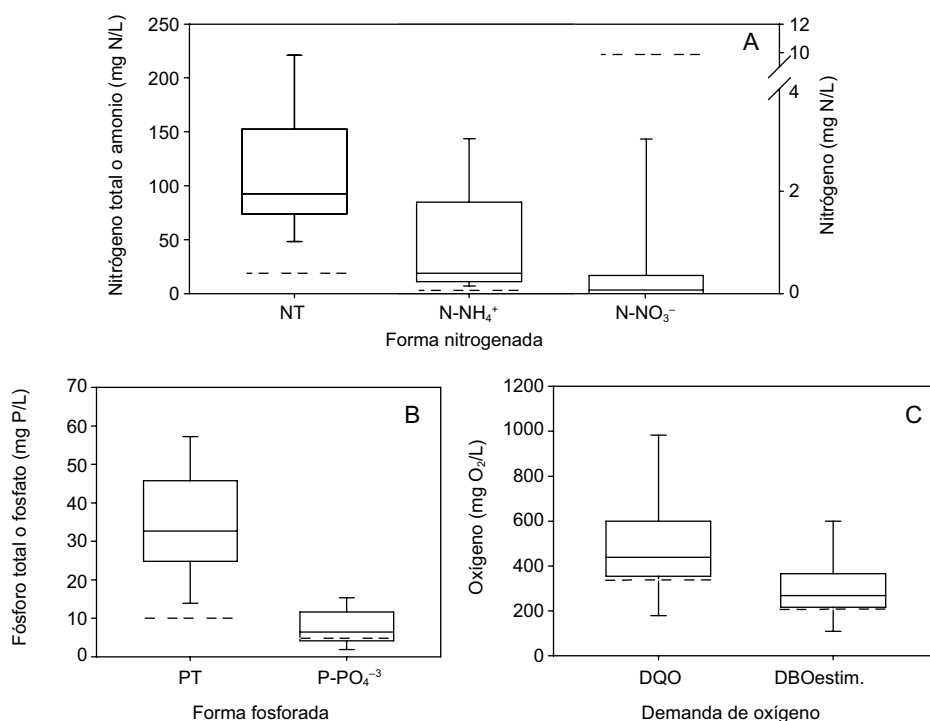 A
Nitrógeno total o amonio (mg N/L)
250
200
150
100
50
0
12
10
4
2
0
Nitrógeno (mg N/L)
NT
N-NH₄⁺
N-NO₃⁻
Forma nitrogenada
B
Fósforo total o fosfato (mg P/L)
70
60
50
40
30
20
10
0
PT
P-PO₄⁻³
Forma fosforada
C
Oxígeno (mg O₂/L)
1200
1000
800
600
400
200
0
DQO
DBOestim.
Demanda de oxígeno